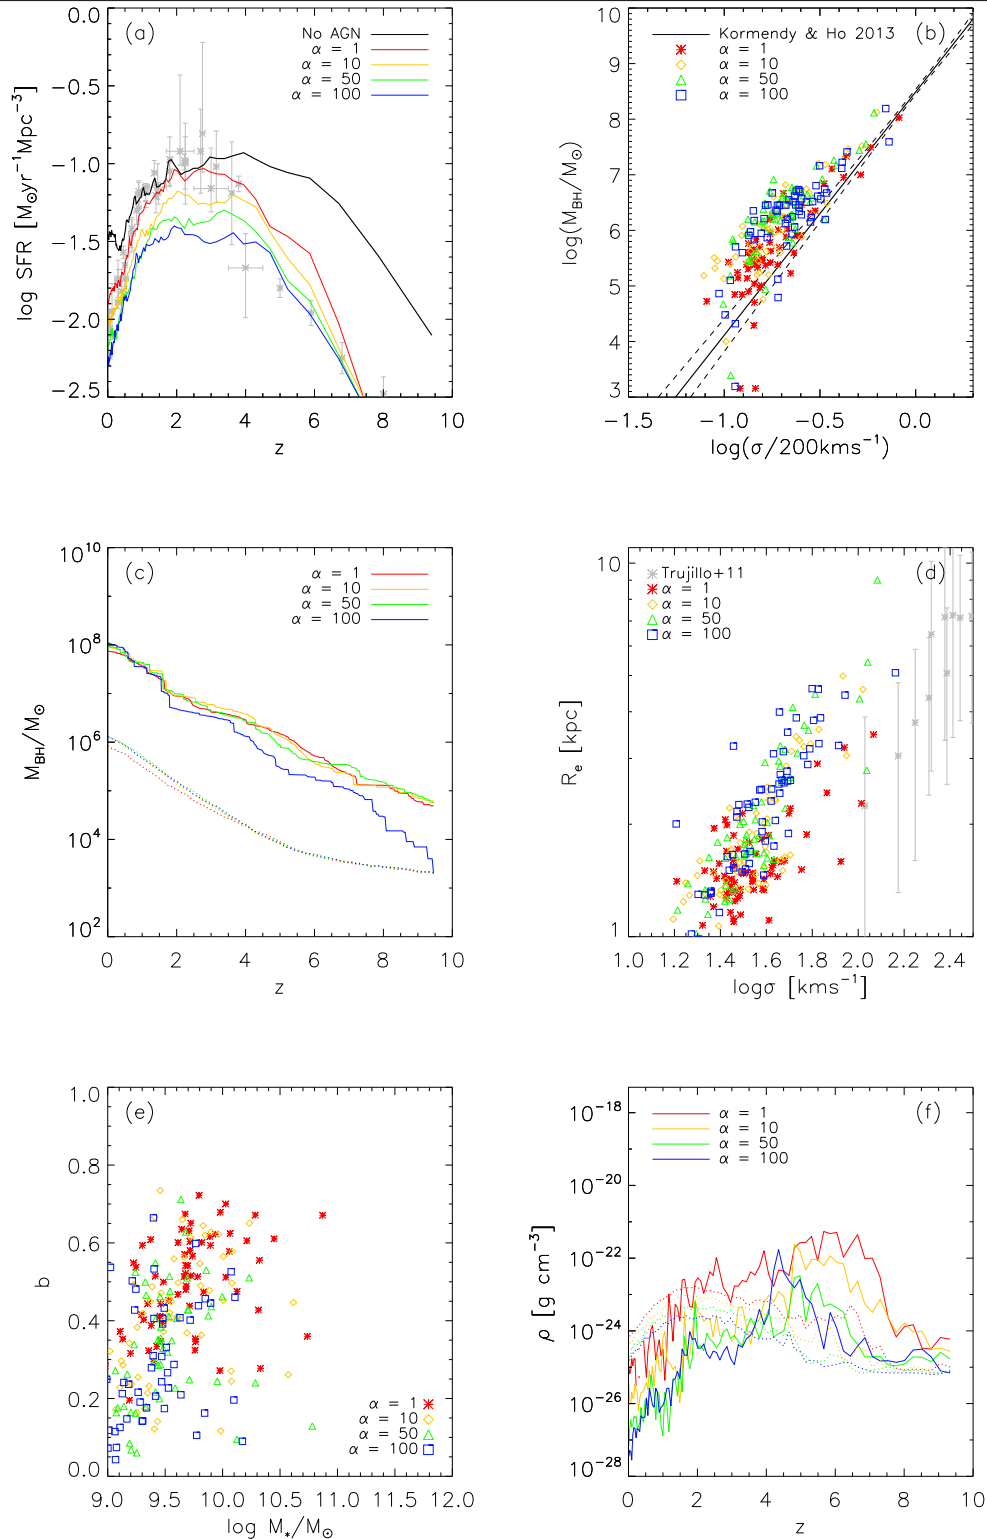 (a)
No AGN
α = 1
α = 10
α = 50
α = 100
0.0
−0.5
−1.0
−1.5
−2.0
−2.5
log SFR [M⊙yr⁻¹Mpc⁻³]
0 2 4 6 8 10
z
(b)
Kormendy & Ho 2013
α = 1
α = 10
α = 50
α = 100
10
9
8
7
6
5
4
3
log(M_BH/M⊙)
−1.5 −1.0 −0.5 0.0
log(σ/200kms⁻¹)
(c)
α = 1
α = 10
α = 50
α = 100
10¹⁰
10⁸
10⁶
10⁴
10²
M_BH/M⊙
0 2 4 6 8 10
z
(d)
Trujillo+11
α = 1
α = 10
α = 50
α = 100
10
1
R_e [kpc]
1.0 1.2 1.4 1.6 1.8 2.0 2.2 2.4
logσ [kms⁻¹]
(e)
1.0
0.8
0.6
0.4
0.2
0.0
b
α = 1
α = 10
α = 50
α = 100
9.0 9.5 10.0 10.5 11.0 11.5 12.0
log M_*/M⊙
(f)
α = 1
α = 10
α = 50
α = 100
10⁻¹⁸
10⁻²⁰
10⁻²²
10⁻²⁴
10⁻²⁶
10⁻²⁸
ρ [g cm⁻³]
0 2 4 6 8 10
z